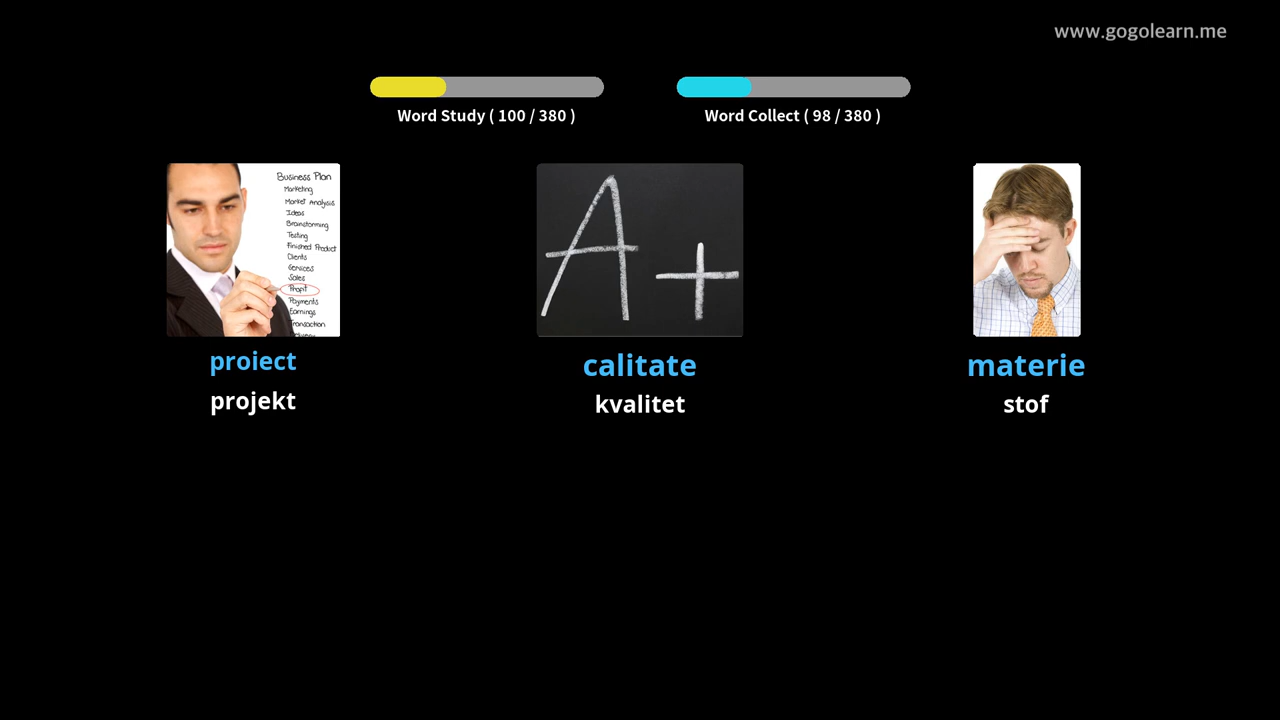 www.gogolearn.me
Word Study ( 100 / 380 )
Word Collect ( 98 / 380 )
Business Plan
Marketing
Market Analysis
Ideas
Brainstorming
Testing
Finished Product
Clients
Services
Sales
Profit
Payments
Earnings
Transaction
A+
proiect
calitate
materie
projekt
kvalitet
stof